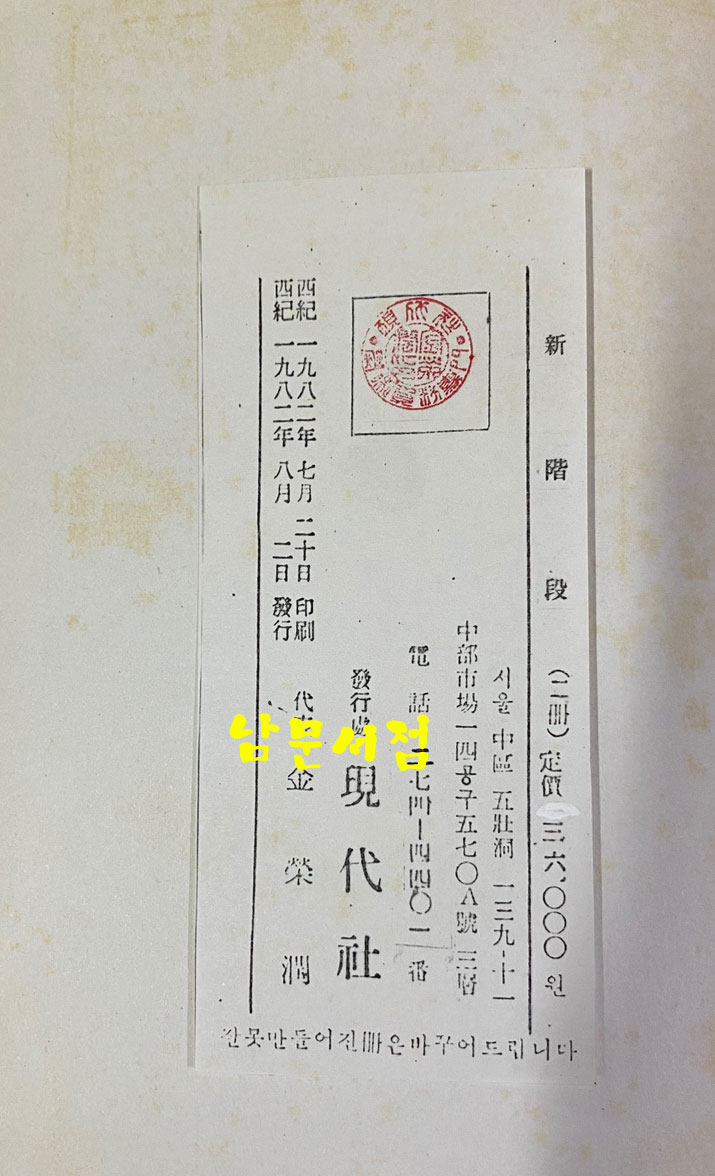 新階段 (二冊) 定價 三六,〇〇〇 원
서울 中區 五壯洞 一三九-十一
中部市場一四공구五七〇A號 三層
電話 二七四-四四〇一番
發行處 現代社
代表 金榮潤
西紀 一九八二年 七月 二十日 印刷
西紀 一九八二年 八月 二日 發行
잘못만들어진冊은바꾸어드립니다
남문서점